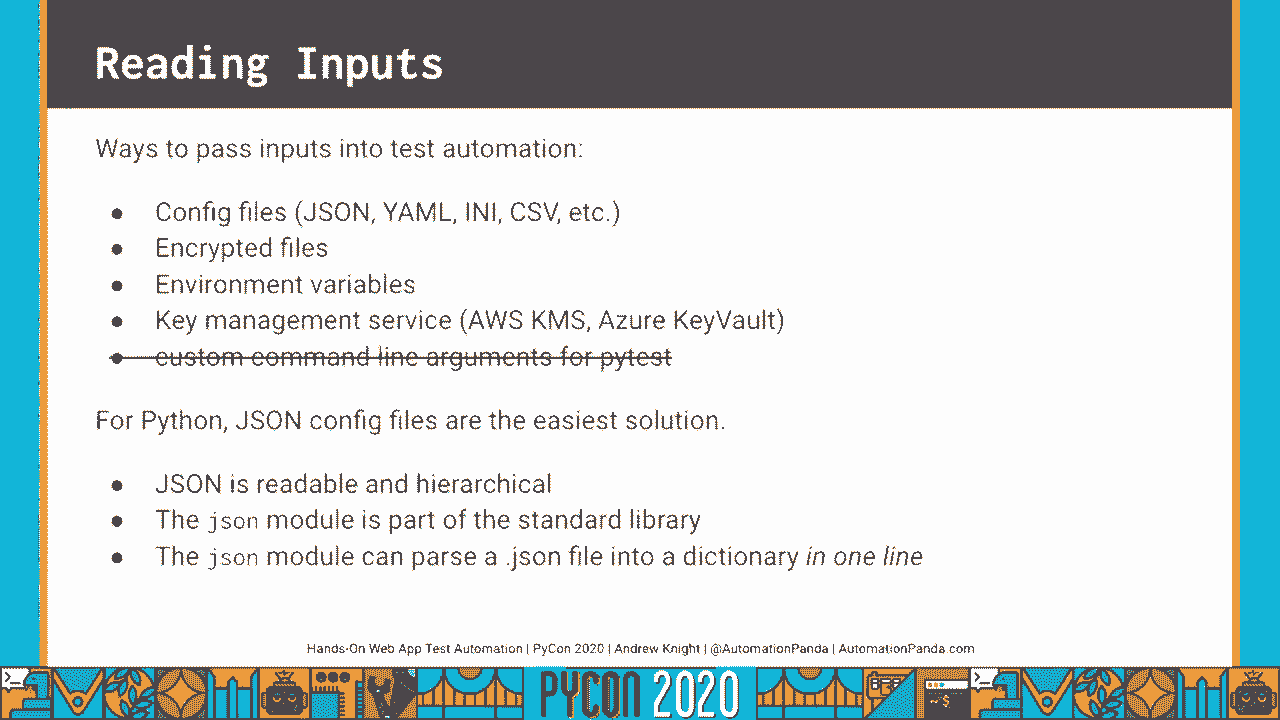 Reading Inputs
Ways to pass inputs into test automation:
● Config files (JSON, YAML, INI, CSV, etc.)
● Encrypted files
● Environment variables
● Key management service (AWS KMS, Azure KeyVault)
● custom command line arguments for pytest
For Python, JSON config files are the easiest solution.
● JSON is readable and hierarchical
● The json module is part of the standard library
● The json module can parse a .json file into a dictionary in one line
Hands-On Web App Test Automation | PyCon 2020 | Andrew Knight | @AutomationPanda | AutomationPanda.com
PYCON 2020